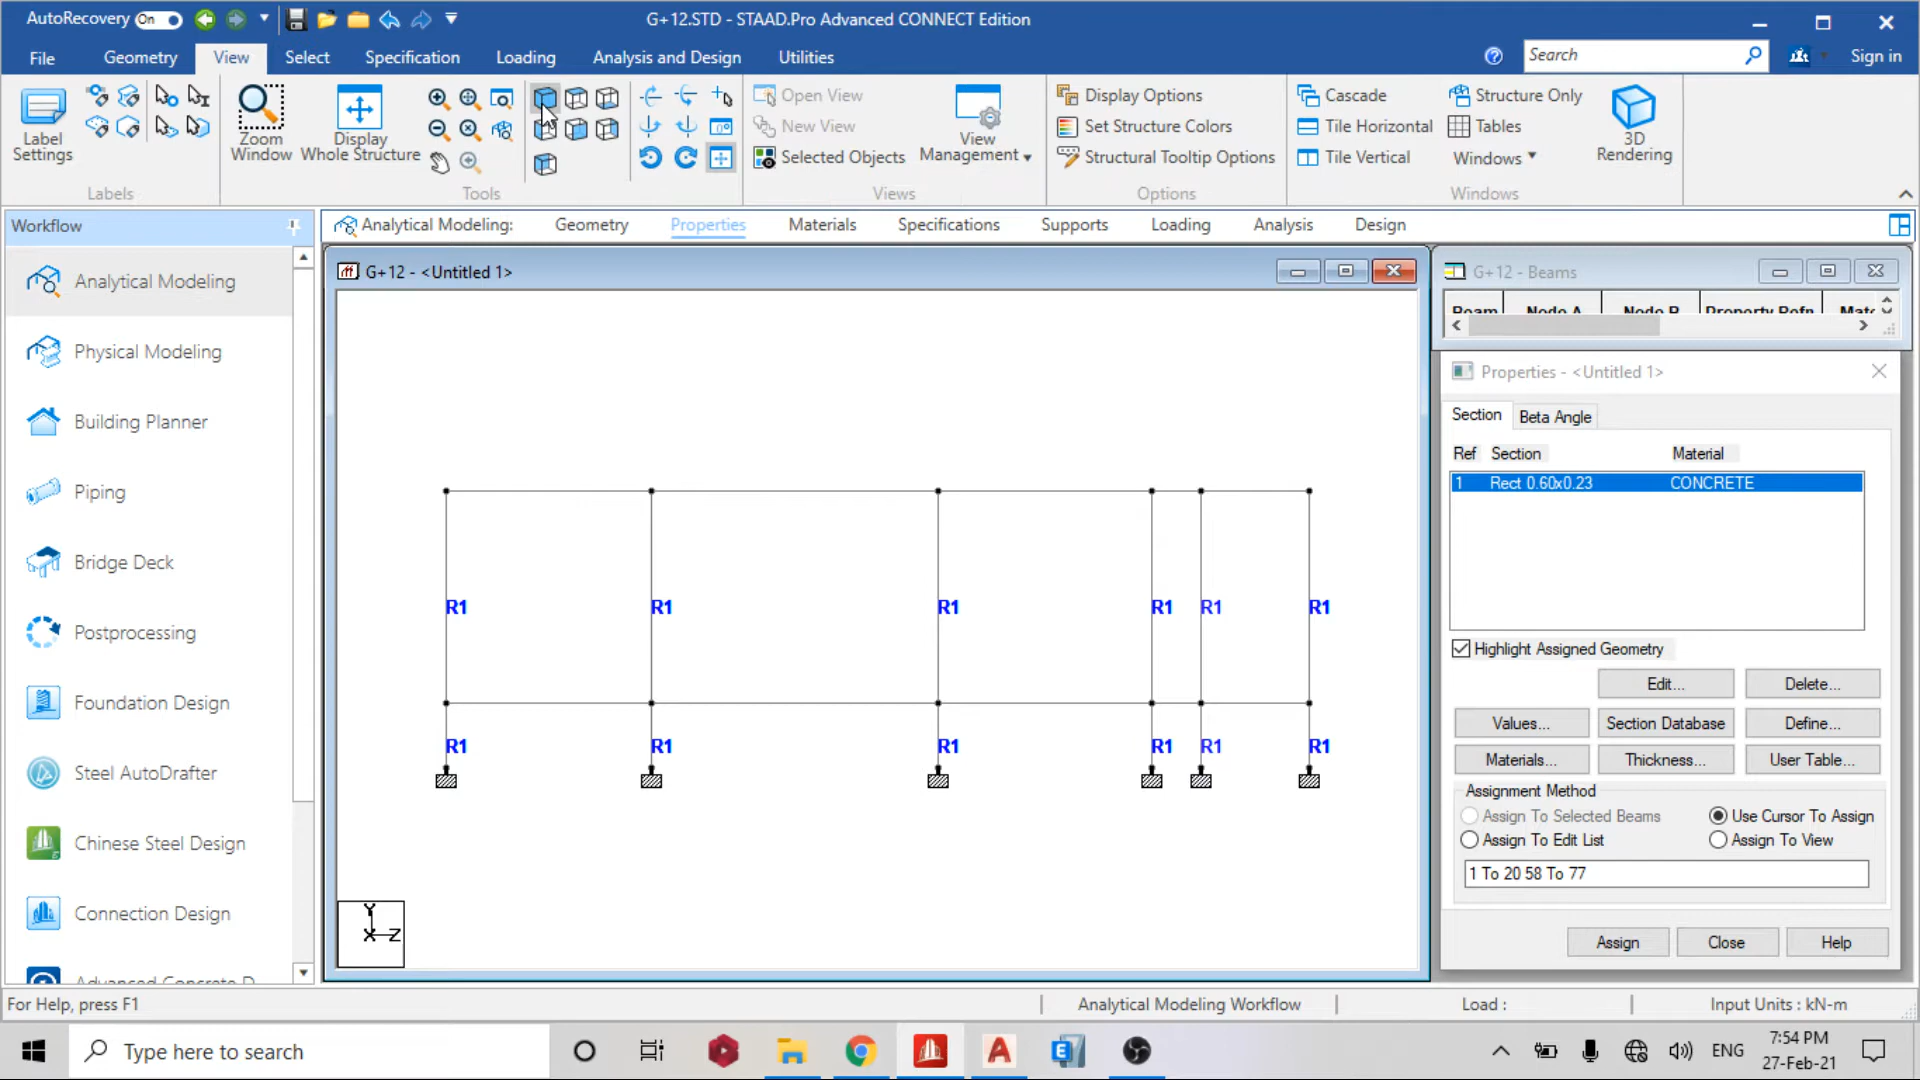 AutoRecovery On
G+12.STD - STAAD.Pro Advanced CONNECT Edition
File Geometry View Select Specification Loading Analysis and Design Utilities
Search
Sign in
Label Settings
Labels
Zoom Window
Display Whole Structure
Tools
Open View
New View
Selected Objects
View Management
Views
Display Options
Set Structure Colors
Structural Tooltip Options
Options
Cascade
Tile Horizontal
Tile Vertical
Structure Only
Tables
Windows
Windows
3D Rendering
Workflow
Analytical Modeling
Physical Modeling
Building Planner
Piping
Bridge Deck
Postprocessing
Foundation Design
Steel AutoDrafter
Chinese Steel Design
Connection Design
Analytical Modeling: Geometry Properties Materials Specifications Supports Loading Analysis Design
G+12 - <Untitled 1>
R1 R1 R1 R1 R1 R1
R1 R1 R1 R1 R1 R1
Y
X Z
G+12 - Beams
Beam Node A Node B Property Refn
Properties - <Untitled 1>
Section Beta Angle
Ref Section Material
1 Rect 0.60x0.23 CONCRETE
Highlight Assigned Geometry
Edit... Delete...
Values... Section Database Define...
Materials... Thickness... User Table...
Assignment Method
Assign To Selected Beams Use Cursor To Assign
Assign To Edit List Assign To View
1 To 20 58 To 77
Assign Close Help
For Help, press F1
Analytical Modeling Workflow
Load :
Input Units : kN-m
Type here to search
ENG
7:54 PM
27-Feb-21